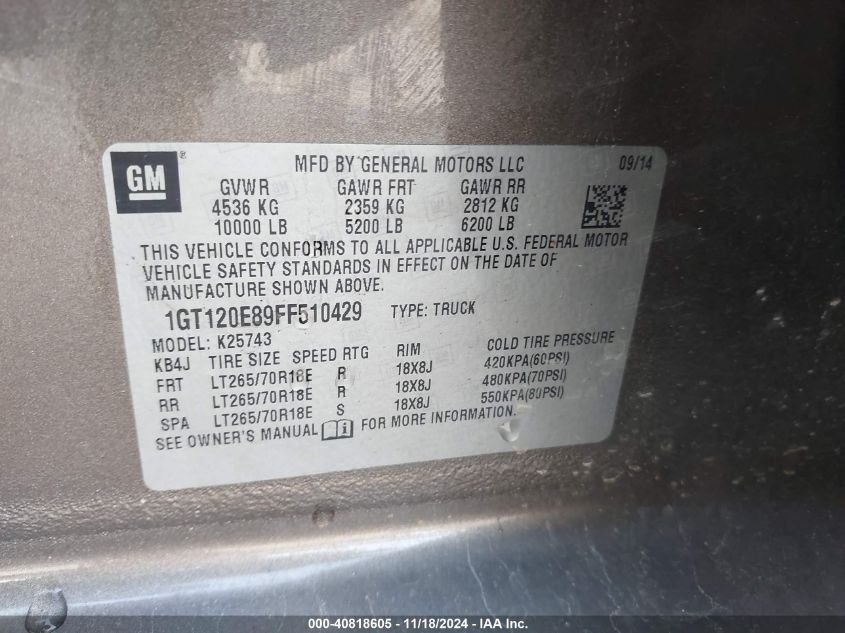 GM ®
MFD BY GENERAL MOTORS LLC 09/14
GVWR GAWR FRT GAWR RR
4536 KG 2359 KG 2812 KG
10000 LB 5200 LB 6200 LB
THIS VEHICLE CONFORMS TO ALL APPLICABLE U.S. FEDERAL MOTOR
VEHICLE SAFETY STANDARDS IN EFFECT ON THE DATE OF
MANUFACTURE SHOWN ABOVE.
1GT120E89FF510429 TYPE: TRUCK
MODEL: K25743
KB4J TIRE SIZE SPEED RTG RIM COLD TIRE PRESSURE
FRT LT265/70R18E R 18X8J 420KPA(60PSI)
RR LT265/70R18E R 18X8J 480KPA(70PSI)
SPA LT265/70R18E S 18X8J 550KPA(80PSI)
SEE OWNER'S MANUAL i FOR MORE INFORMATION.
000-40818605 - 11/18/2024 - IAA Inc.